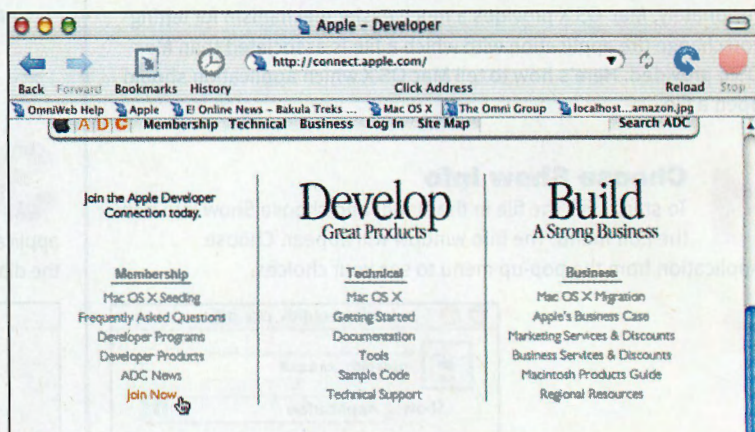 Apple – Developer
http://connect.apple.com/
Back Forward Bookmarks History Click Address Reload Stop
OmniWeb Help Apple E! Online News – Bakula Treks ... Mac OS X The Omni Group localhost...amazon.jpg
ADC Membership Technical Business Log In Site Map Search ADC
Join the Apple Developer
Connection today.
Develop
Great Products
Build
A Strong Business
Membership
Mac OS X Seeding
Frequently Asked Questions
Developer Programs
Developer Products
ADC News
Join Now
Technical
Mac OS X
Getting Started
Documentation
Tools
Sample Code
Technical Support
Business
Mac OS X Migration
Apple's Business Case
Marketing Services & Discounts
Business Services & Discounts
Macintosh Products Guide
Regional Resources